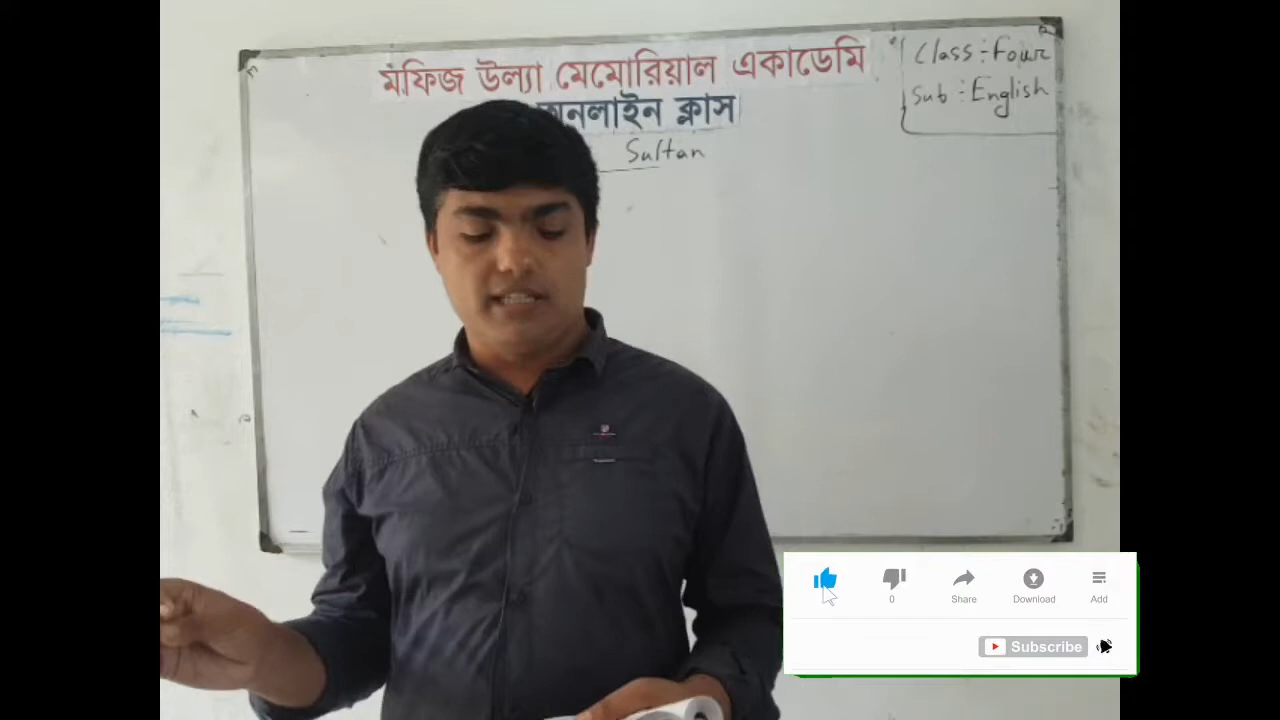 মফিজ উল্যা মেমোরিয়াল একাডেমি
অনলাইন ক্লাস
Sultan
Class : Four
Sub : English
0
Share
Download
Add
Subscribe